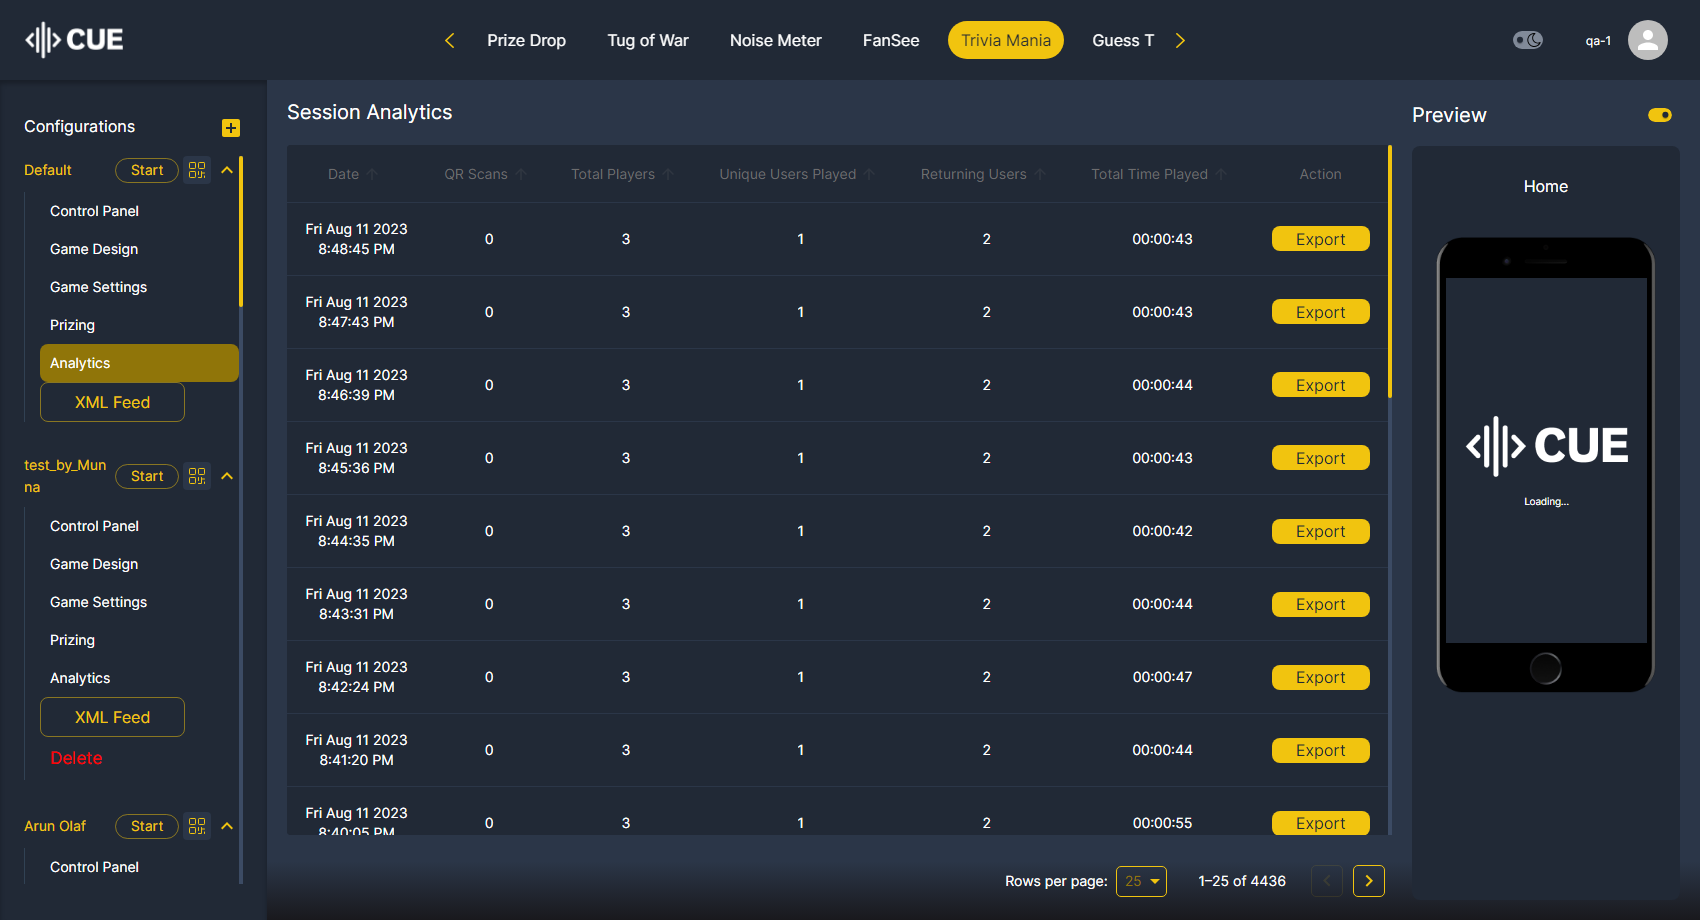 CUE
Prize Drop
Tug of War
Noise Meter
FanSee
Trivia Mania
Guess T
qa-1
Configurations
Default
Start
Control Panel
Game Design
Game Settings
Prizing
Analytics
XML Feed
test_by_Mun
na
Start
Control Panel
Game Design
Game Settings
Prizing
Analytics
XML Feed
Delete
Arun Olaf
Start
Control Panel
Session Analytics
Date QR Scans Total Players Unique Users Played Returning Users Total Time Played Action
Fri Aug 11 2023
8:48:45 PM
0 3 1 2 00:00:43 Export
Fri Aug 11 2023
8:47:43 PM
0 3 1 2 00:00:43 Export
Fri Aug 11 2023
8:46:39 PM
0 3 1 2 00:00:44 Export
Fri Aug 11 2023
8:45:36 PM
0 3 1 2 00:00:43 Export
Fri Aug 11 2023
8:44:35 PM
0 3 1 2 00:00:42 Export
Fri Aug 11 2023
8:43:31 PM
0 3 1 2 00:00:44 Export
Fri Aug 11 2023
8:42:24 PM
0 3 1 2 00:00:47 Export
Fri Aug 11 2023
8:41:20 PM
0 3 1 2 00:00:44 Export
Fri Aug 11 2023
8:40:05 PM
0 3 1 2 00:00:55 Export
Rows per page: 25 1–25 of 4436
Preview
Home
CUE
Loading...